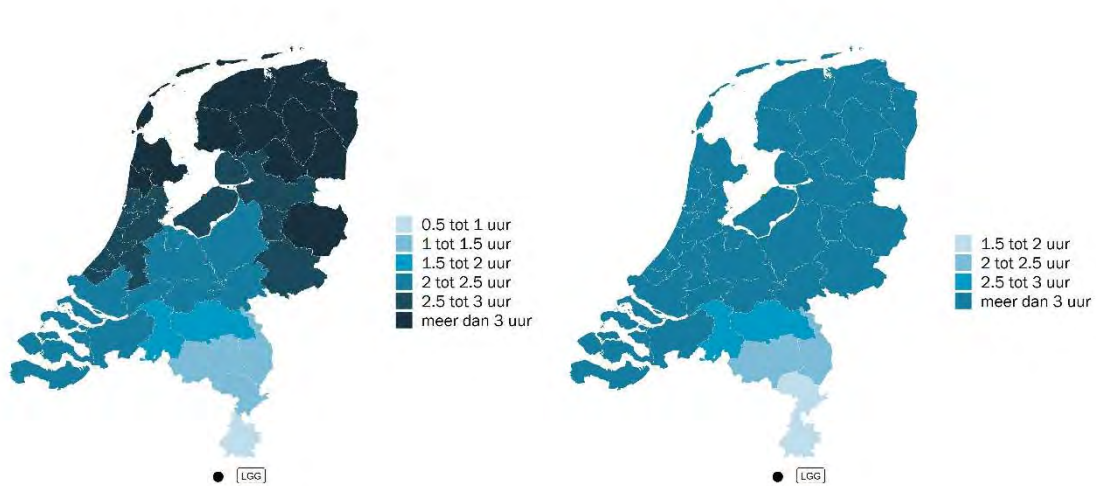 0.5 tot 1 uur
1 tot 1.5 uur
1.5 tot 2 uur
2 tot 2.5 uur
2.5 tot 3 uur
meer dan 3 uur
LGG
1.5 tot 2 uur
2 tot 2.5 uur
2.5 tot 3 uur
meer dan 3 uur
LGG